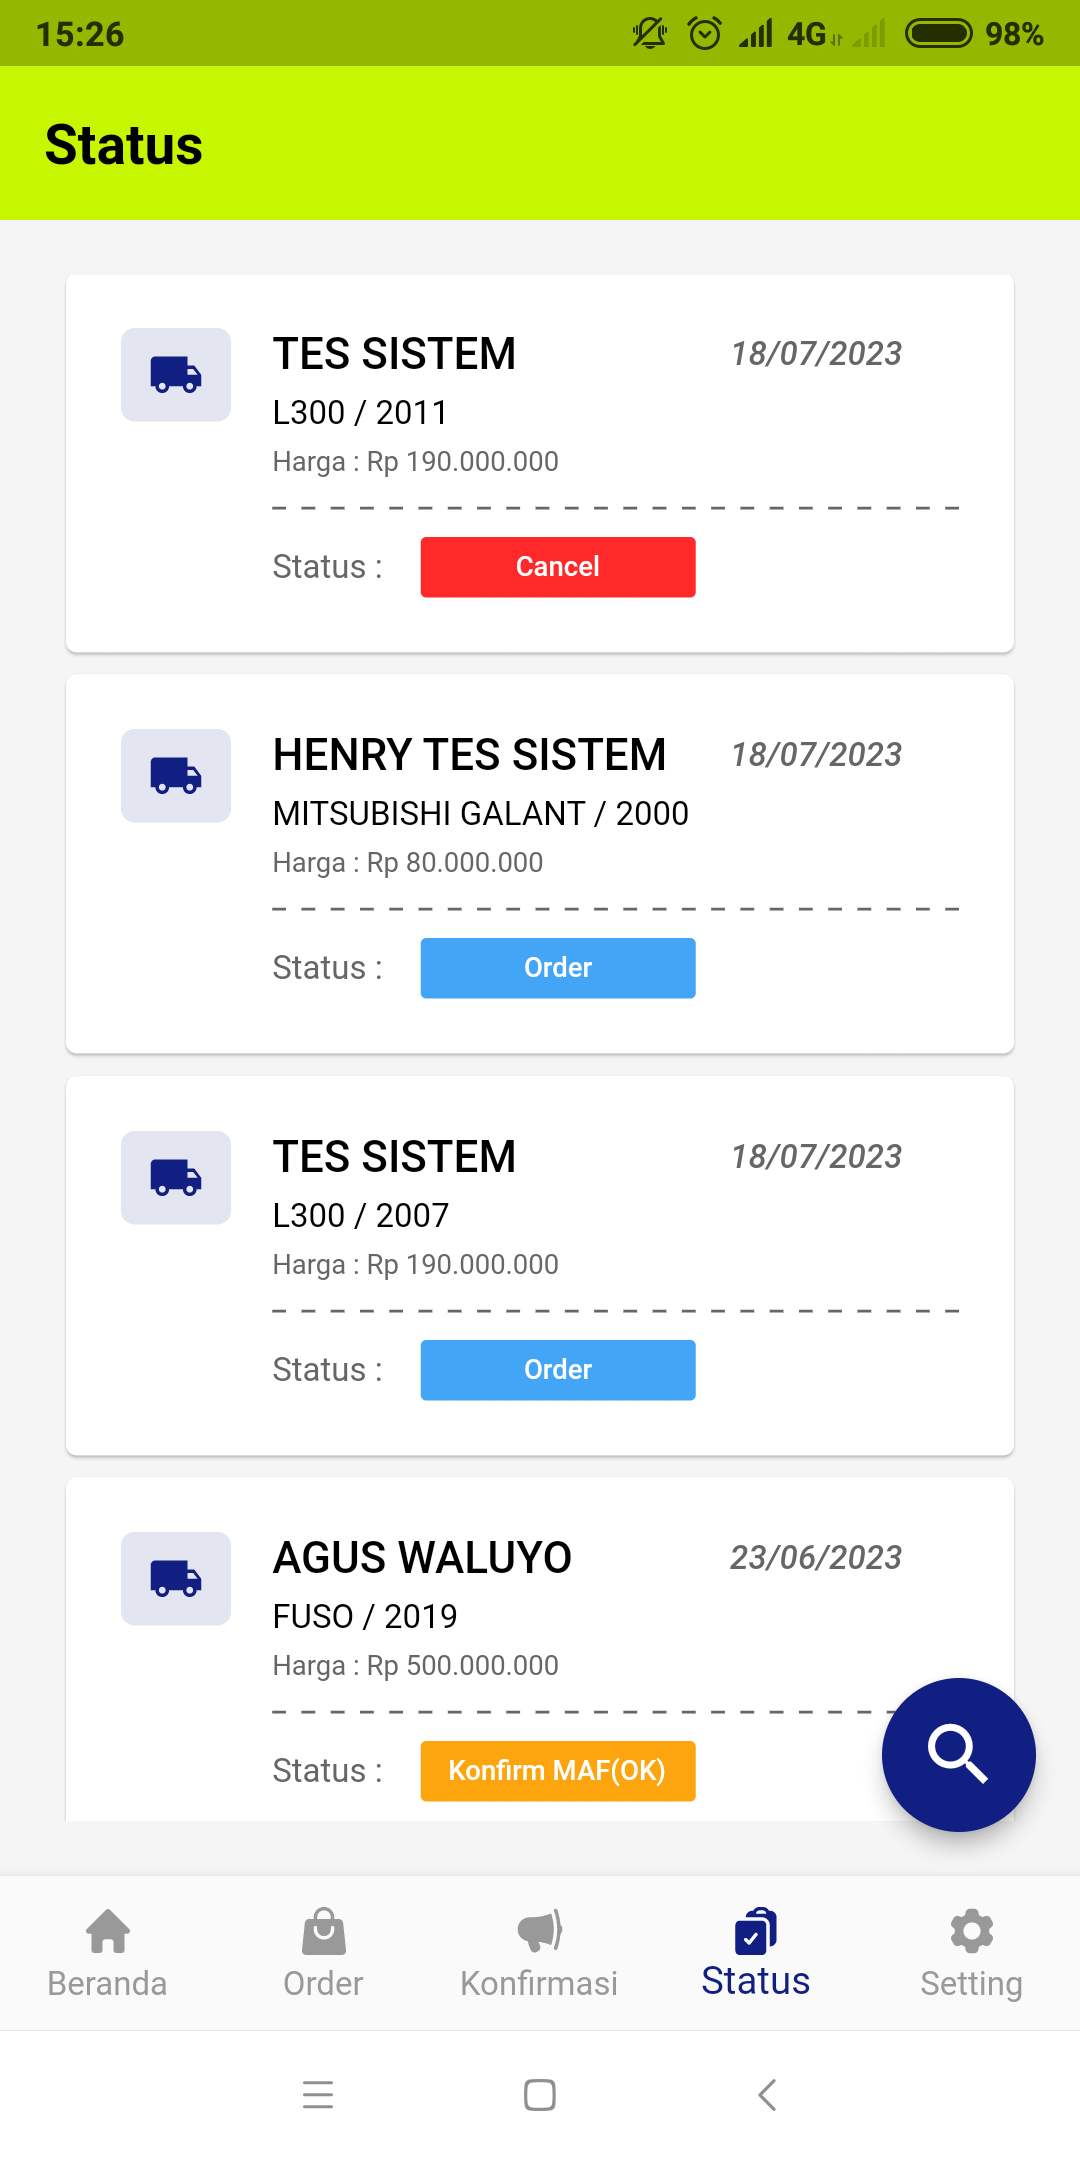 15:26 4G 98%
Status
TES SISTEM 18/07/2023
L300 / 2011
Harga : Rp 190.000.000
Status : Cancel
HENRY TES SISTEM 18/07/2023
MITSUBISHI GALANT / 2000
Harga : Rp 80.000.000
Status : Order
TES SISTEM 18/07/2023
L300 / 2007
Harga : Rp 190.000.000
Status : Order
AGUS WALUYO 23/06/2023
FUSO / 2019
Harga : Rp 500.000.000
Status : Konfirm MAF(OK)
Beranda Order Konfirmasi Status Setting